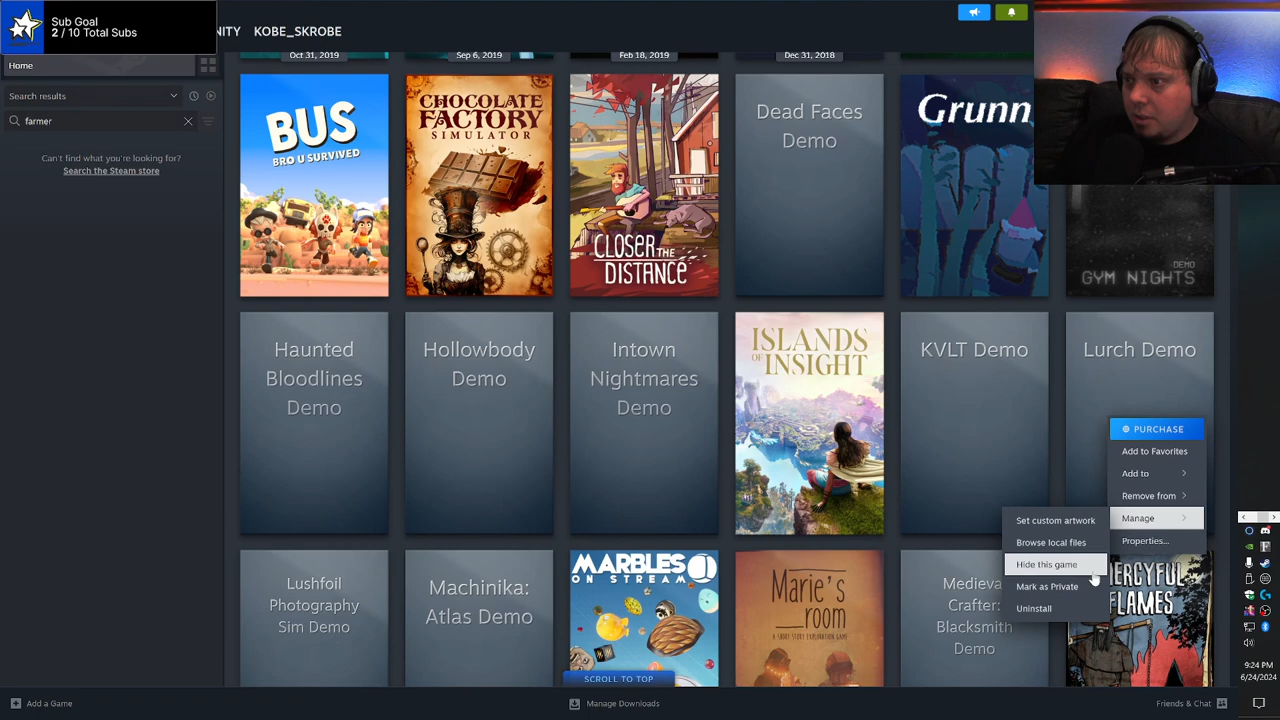 Sub Goal
2 / 10 Total Subs
NITY KOBE_SKROBE
Home
Oct 31, 2019
Sep 6, 2019
Feb 18, 2019
Dec 31, 2018
Search results
farmer
Can't find what you're looking for?
Search the Steam store
BUS
BRO U SURVIVED
CHOCOLATE
FACTORY
SIMULATOR
CLOSER THE
DISTANCE
Dead Faces
Demo
Grunn
DEMO
GYM NIGHTS
Haunted
Bloodlines
Demo
Hollowbody
Demo
Intown
Nightmares
Demo
ISLANDS
OF INSIGHT
KVLT Demo
Lurch Demo
PURCHASE
Add to Favorites
Add to
Remove from
Manage
Properties...
Set custom artwork
Browse local files
Hide this game
Mark as Private
Uninstall
Lushfoil
Photography
Sim Demo
Machinika:
Atlas Demo
MARBLES
ON STREAM
Marie's
room
A SHORT STORY EXPLORATION GAME
Medieva
Crafter:
Blacksmith
Demo
MERCYFUL
FLAMES
SCROLL TO TOP
Add a Game
Manage Downloads
Friends & Chat
9:24 PM
6/24/2024